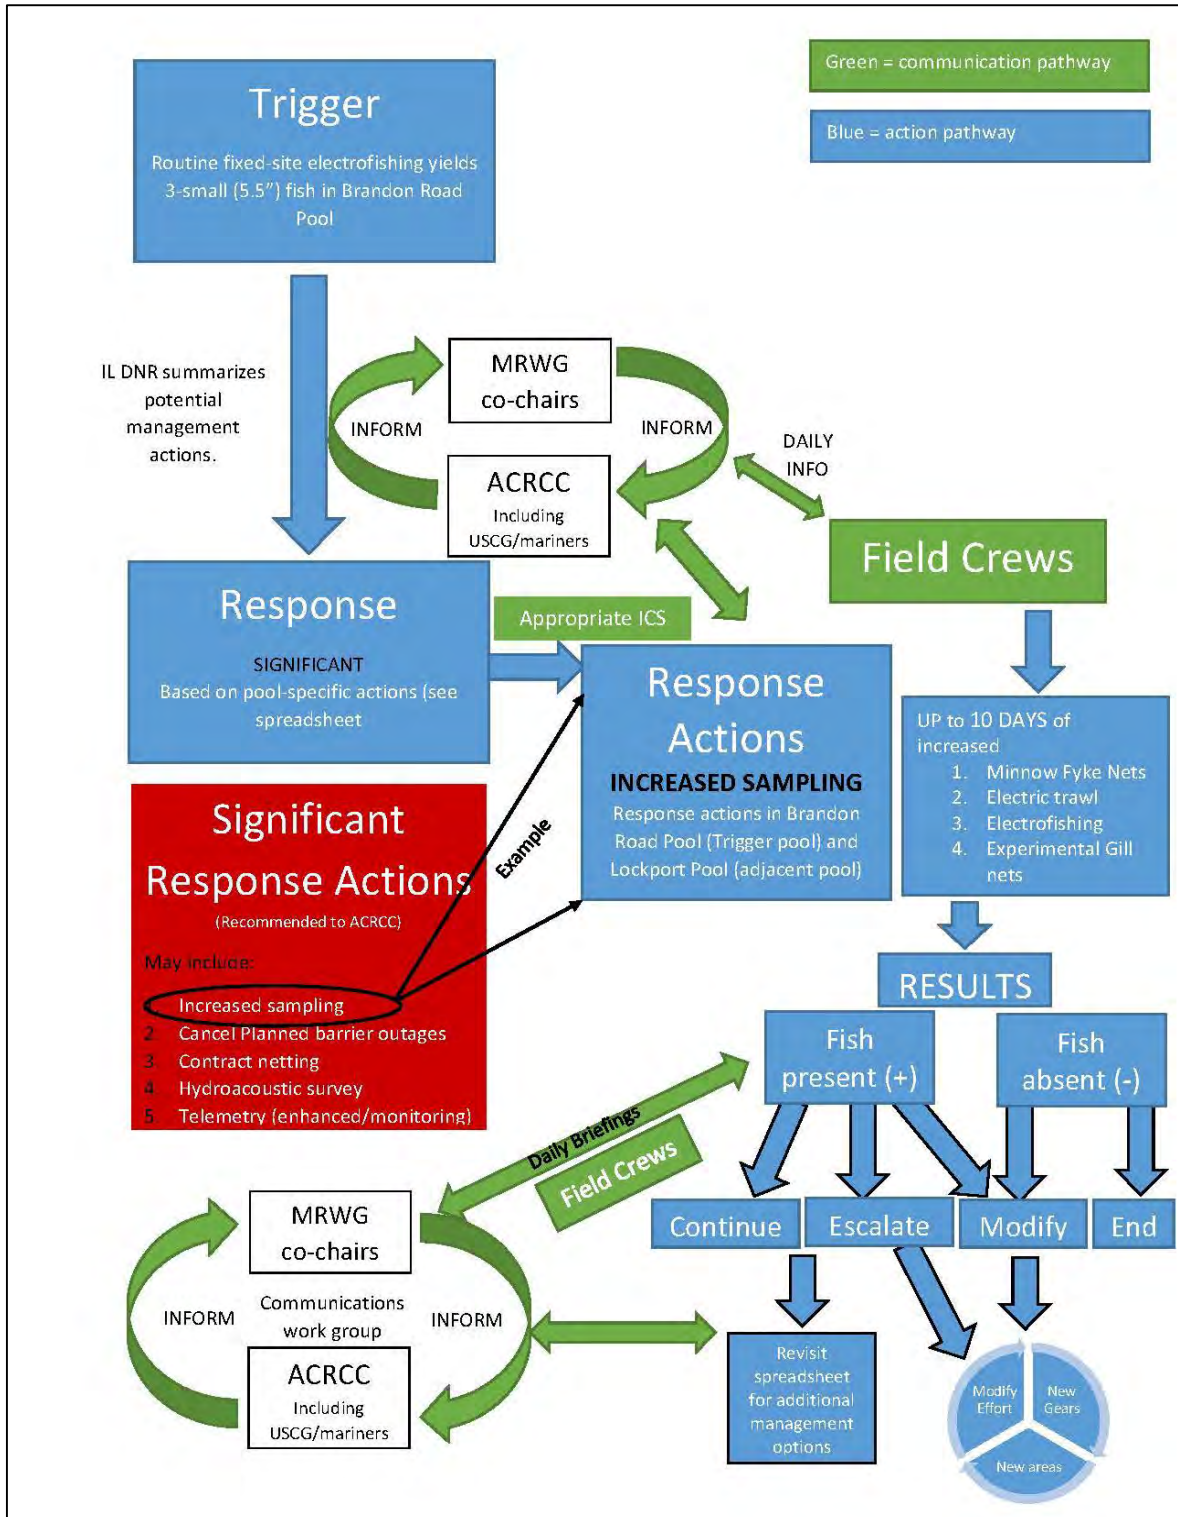 Green = communication pathway
Blue = action pathway
Trigger
Routine fixed-site electrofishing yields
3-small (5.5”) fish in Brandon Road
Pool
IL DNR summarizes
potential
management
actions.
MRWG
co-chairs
INFORM
INFORM
ACRCC
Including
USCG/mariners
DAILY
INFO
Field Crews
Response
SIGNIFICANT
Based on pool-specific actions (see
spreadsheet
Appropriate ICS
Response
Actions
INCREASED SAMPLING
Response actions in Brandon
Road Pool (Trigger pool) and
Lockport Pool (adjacent pool)
UP to 10 DAYS of
increased
1. Minnow Fyke Nets
2. Electric trawl
3. Electrofishing
4. Experimental Gill
nets
Significant
Response Actions
(Recommended to ACRCC)
May include:
1. Increased sampling
2. Cancel Planned barrier outages
3. Contract netting
4. Hydroacoustic survey
5. Telemetry (enhanced/monitoring)
Example
RESULTS
Fish
present (+)
Fish
absent (-)
Daily Briefings
Field Crews
Continue
Escalate
Modify
End
MRWG
co-chairs
INFORM
Communications
work group
INFORM
ACRCC
Including
USCG/mariners
Revisit
spreadsheet
for additional
management
options
Modify
Effort
New
Gears
New areas